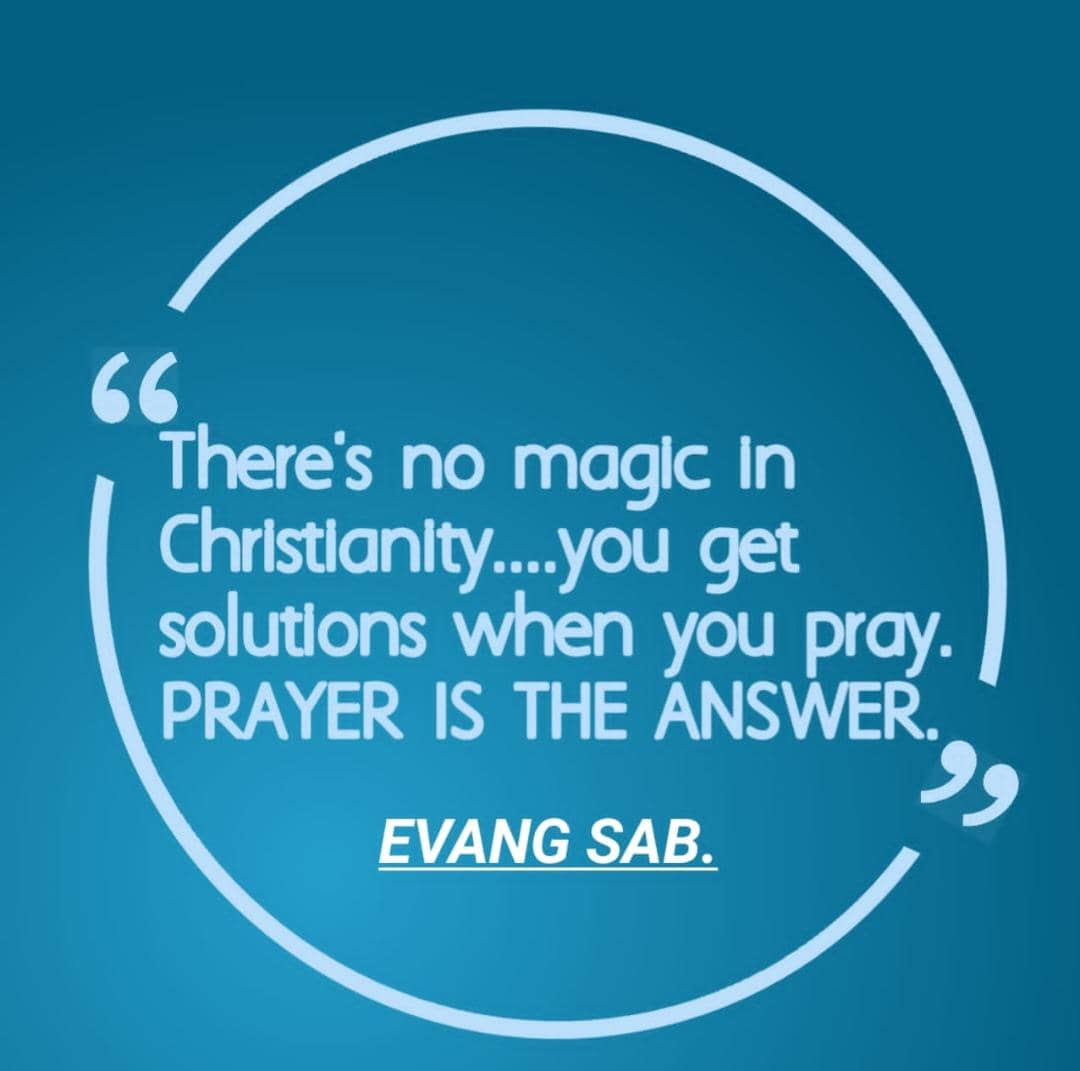 “There's no magic in
Christianity....you get
solutions when you pray.
PRAYER IS THE ANSWER.”
EVANG SAB.